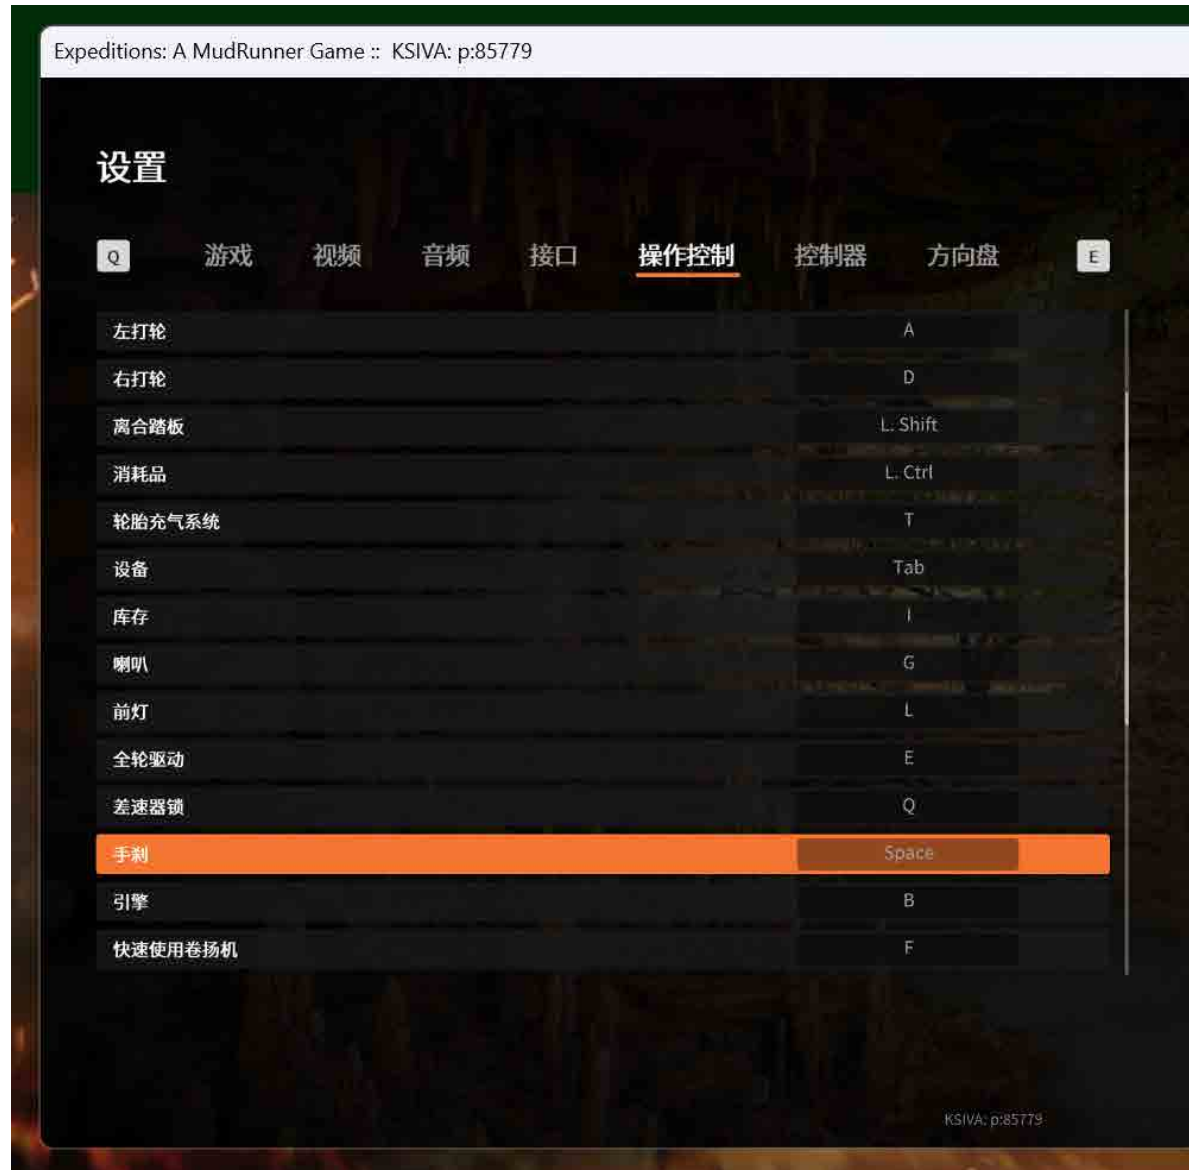 Expeditions: A MudRunner Game :: KSIVA: p:85779
设置
Q 游戏 视频 音频 接口 操作控制 控制器 方向盘 E
左打轮 A
右打轮 D
离合踏板 L. Shift
消耗品 L. Ctrl
轮胎充气系统 T
设备 Tab
库存 I
喇叭 G
前灯 L
全轮驱动 E
差速器锁 Q
手刹 Space
引擎 B
快速使用卷扬机 F
KSIVA: p:85779